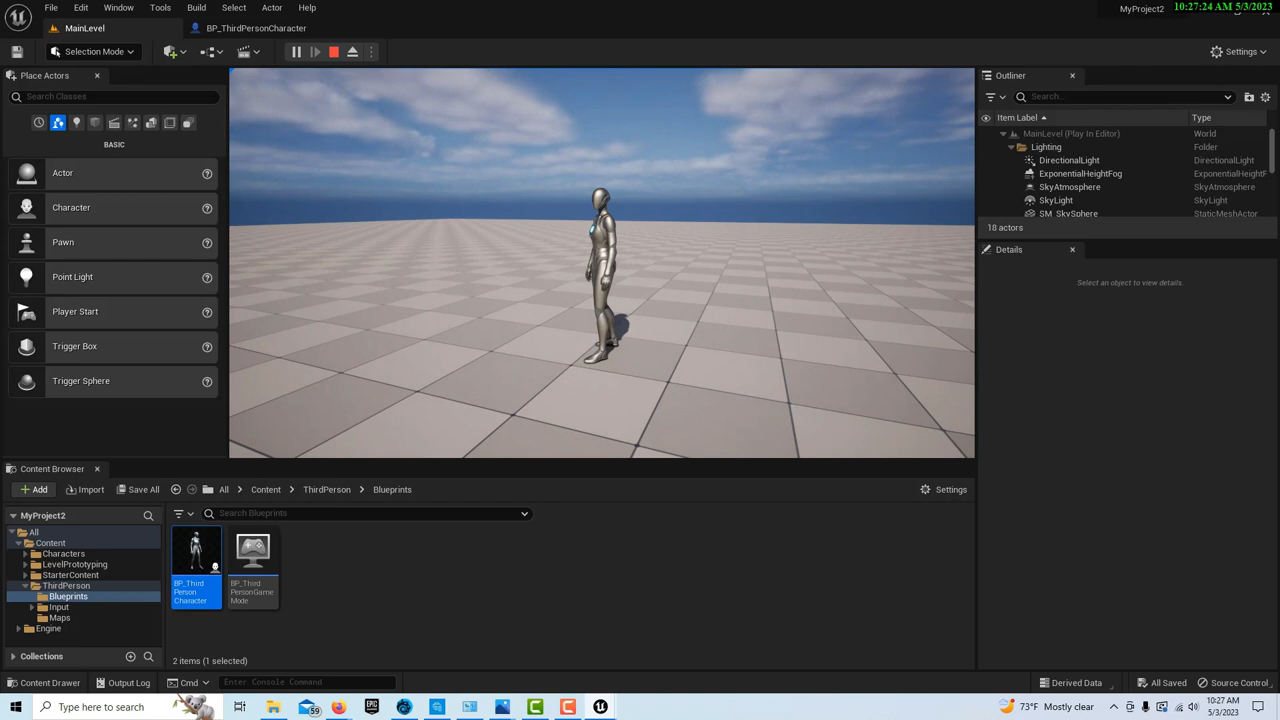 File Edit Window Tools Build Select Actor Help
10:27:24 AM 5/3/2023
MyProject2
MainLevel
BP_ThirdPersonCharacter
Selection Mode
Settings
Place Actors
Search Classes
BASIC
Actor
Character
Pawn
Point Light
Player Start
Trigger Box
Trigger Sphere
Outliner
Search...
Item Label Type
MainLevel (Play In Editor) World
Lighting Folder
DirectionalLight DirectionalLight
ExponentialHeightFog ExponentialHeightF
SkyAtmosphere SkyAtmosphere
SkyLight SkyLight
SM_SkySphere StaticMeshActor
18 actors
Details
Select an object to view details.
Content Browser
Add Import Save All All Content ThirdPerson Blueprints Settings
MyProject2
All
Content
Characters
LevelPrototyping
StarterContent
ThirdPerson
Blueprints
Input
Maps
Engine
Collections
Search Blueprints
BP_Third
Person
Character
BP_Third
PersonGame
Mode
2 items (1 selected)
Content Drawer Output Log Cmd Enter Console Command Derived Data All Saved Source Control
Type here to search
59
73°F Mostly clear
10:27 AM
5/3/2023